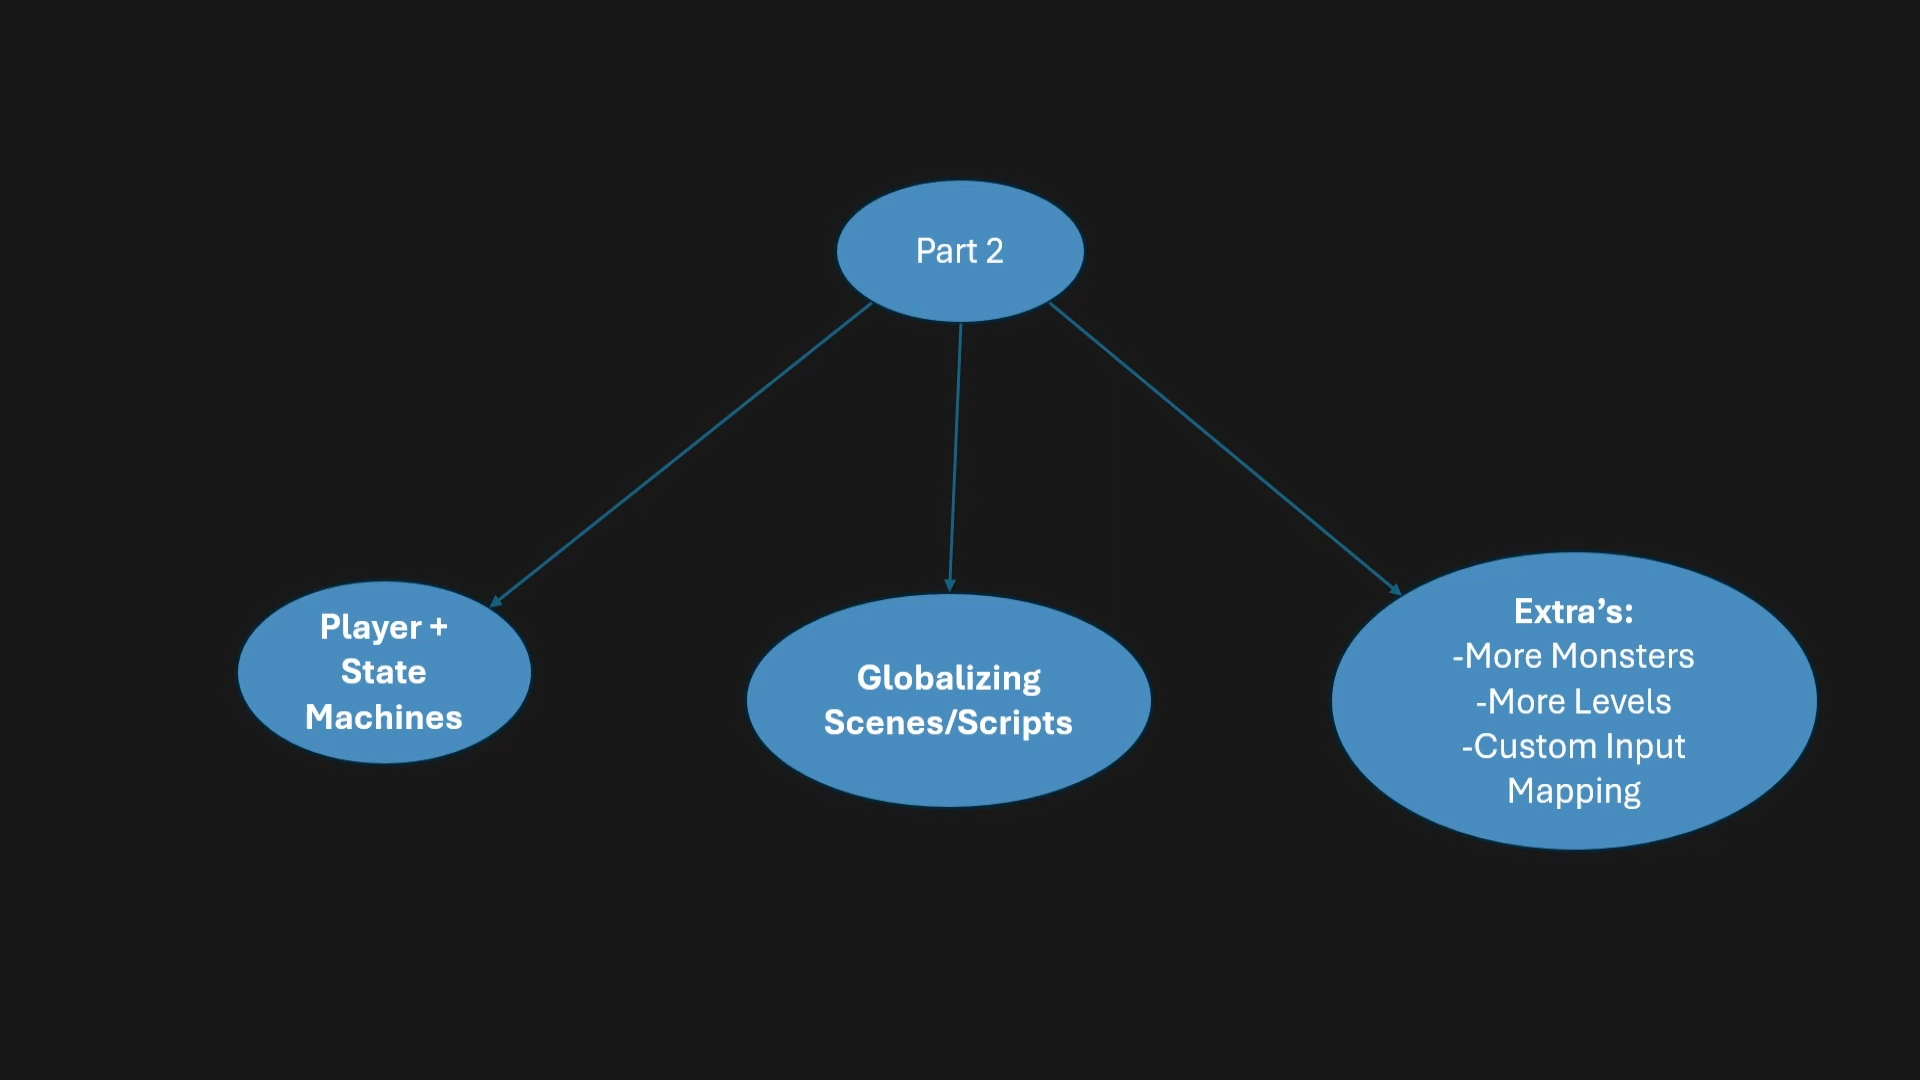 Part 2
Player +
State
Machines
Globalizing
Scenes/Scripts
Extra’s:
-More Monsters
-More Levels
-Custom Input
Mapping